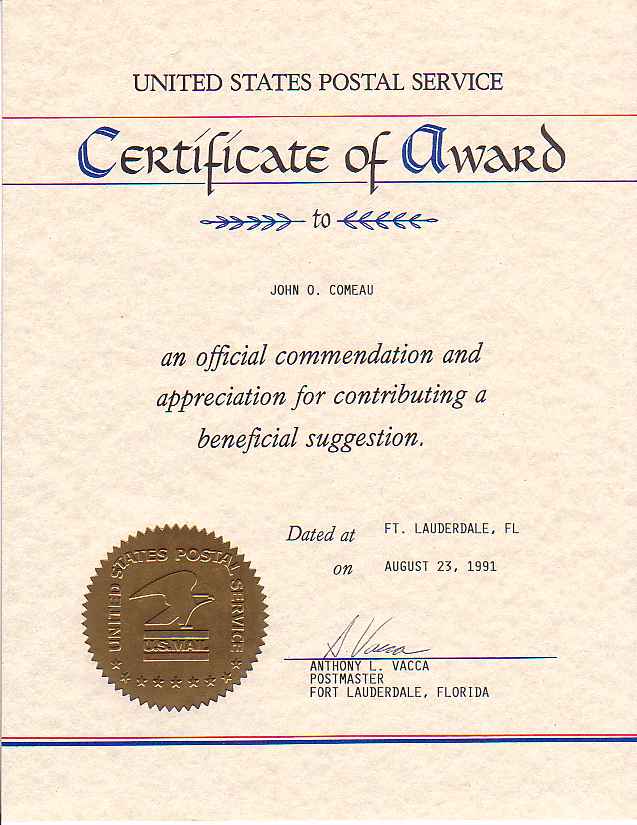 UNITED STATES POSTAL SERVICE
Certificate of Award
to
JOHN O. COMEAU
an official commendation and
appreciation for contributing a
beneficial suggestion.
Dated at FT. LAUDERDALE, FL
on AUGUST 23, 1991
UNITED STATES POSTAL SERVICE
U.S.MAIL
A. Vacca
ANTHONY L. VACCA
POSTMASTER
FORT LAUDERDALE, FLORIDA